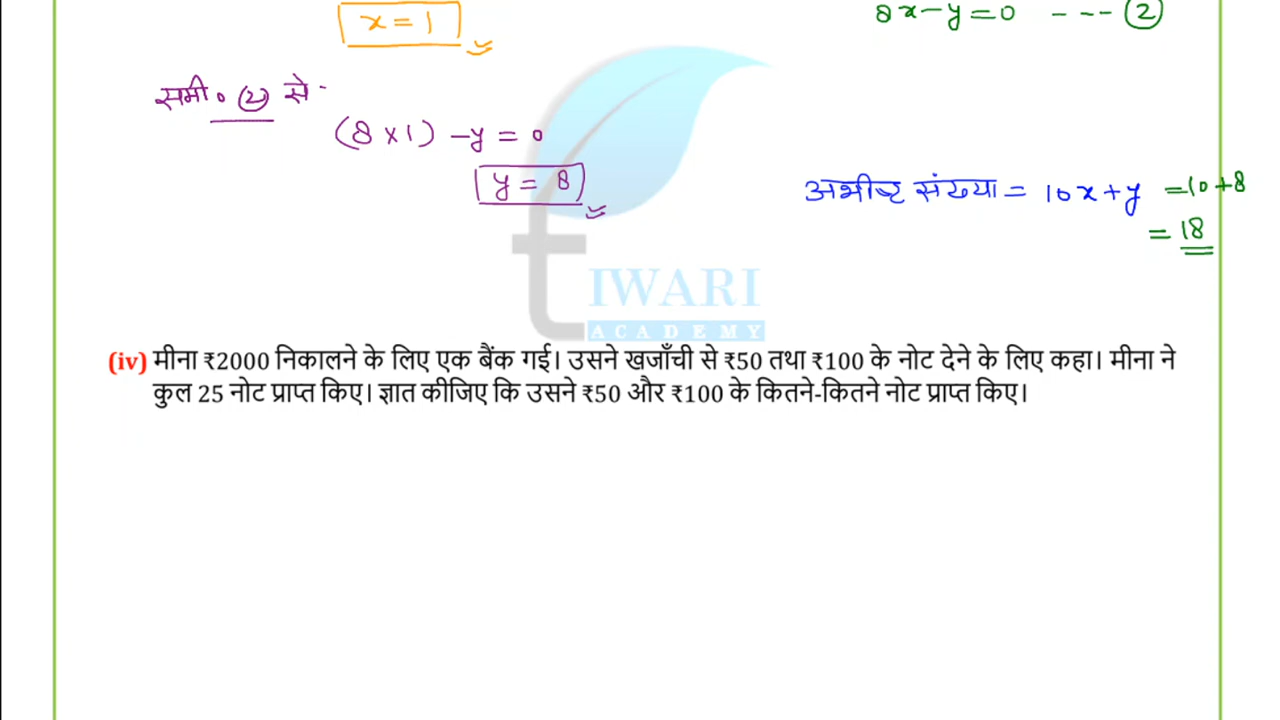 x = 1
8x - y = 0 --- (2)
समी० (2) से -
(8 x 1) - y = 0
y = 8
अभीष्ट संख्या = 10x + y = 10 + 8
= 18
tIWARI
ACADEMY
(iv) मीना ₹2000 निकालने के लिए एक बैंक गई। उसने खजाँची से ₹50 तथा ₹100 के नोट देने के लिए कहा। मीना ने
कुल 25 नोट प्राप्त किए। ज्ञात कीजिए कि उसने ₹50 और ₹100 के कितने-कितने नोट प्राप्त किए।